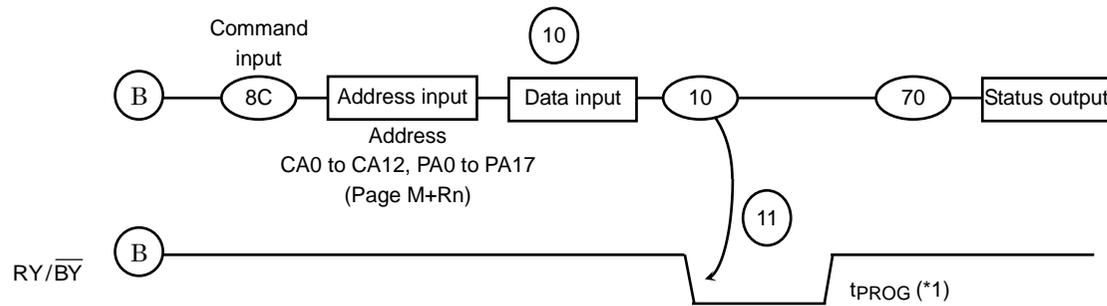 Command
input
10
B
8C
Address input
Data input
10
70
Status output
Address
CA0 to CA12, PA0 to PA17
(Page M+Rn)
11
B
RY/BY
tPROG (*1)